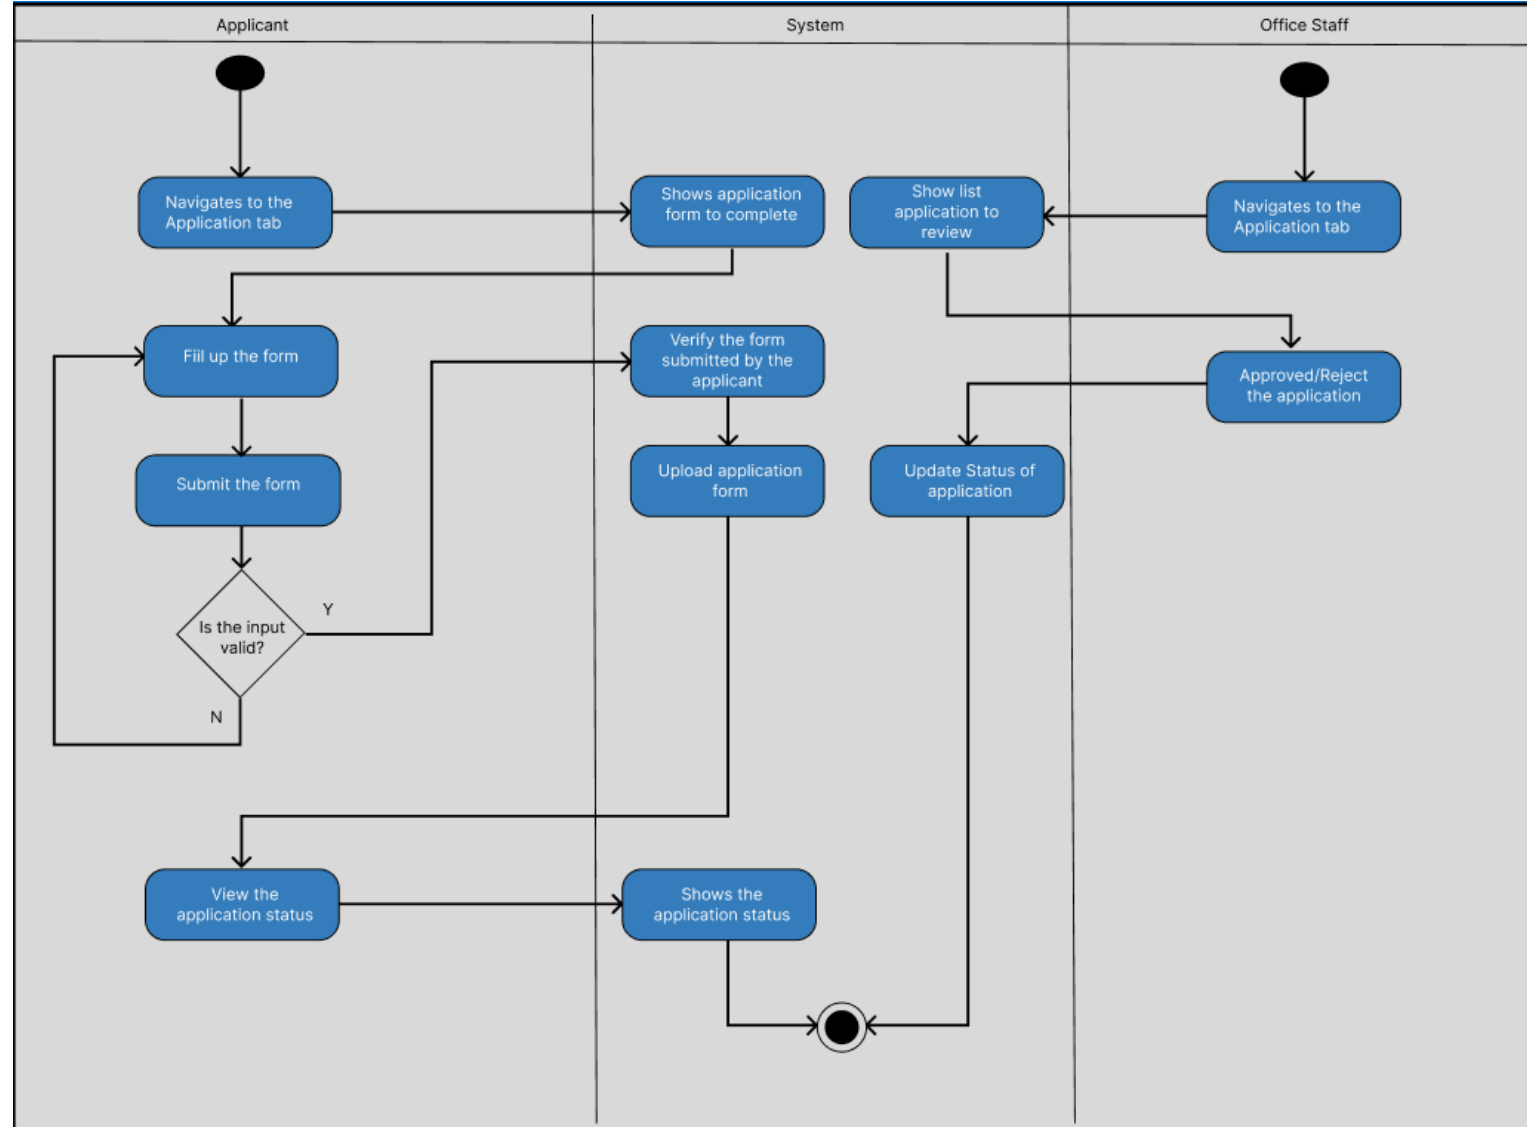 Applicant
System
Office Staff
Navigates to the
Application tab
Shows application
form to complete
Show list
application to
review
Navigates to the
Application tab
Fiil up the form
Verify the form
submitted by the
applicant
Approved/Reject
the application
Submit the form
Upload application
form
Update Status of
application
Is the input
valid?
Y
N
View the
application status
Shows the
application status